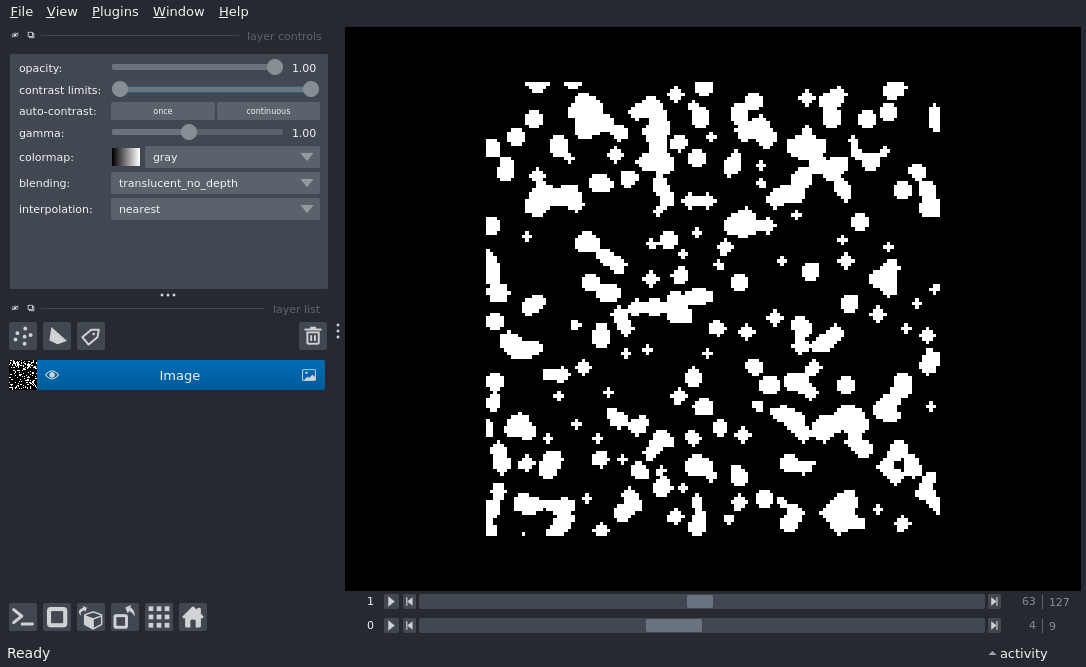 File View Plugins Window Help
layer controls
opacity: 1.00
contrast limits:
auto-contrast: once continuous
gamma: 1.00
colormap: gray
blending: translucent_no_depth
interpolation: nearest
layer list
Image
1 63 127
0 4 9
Ready activity